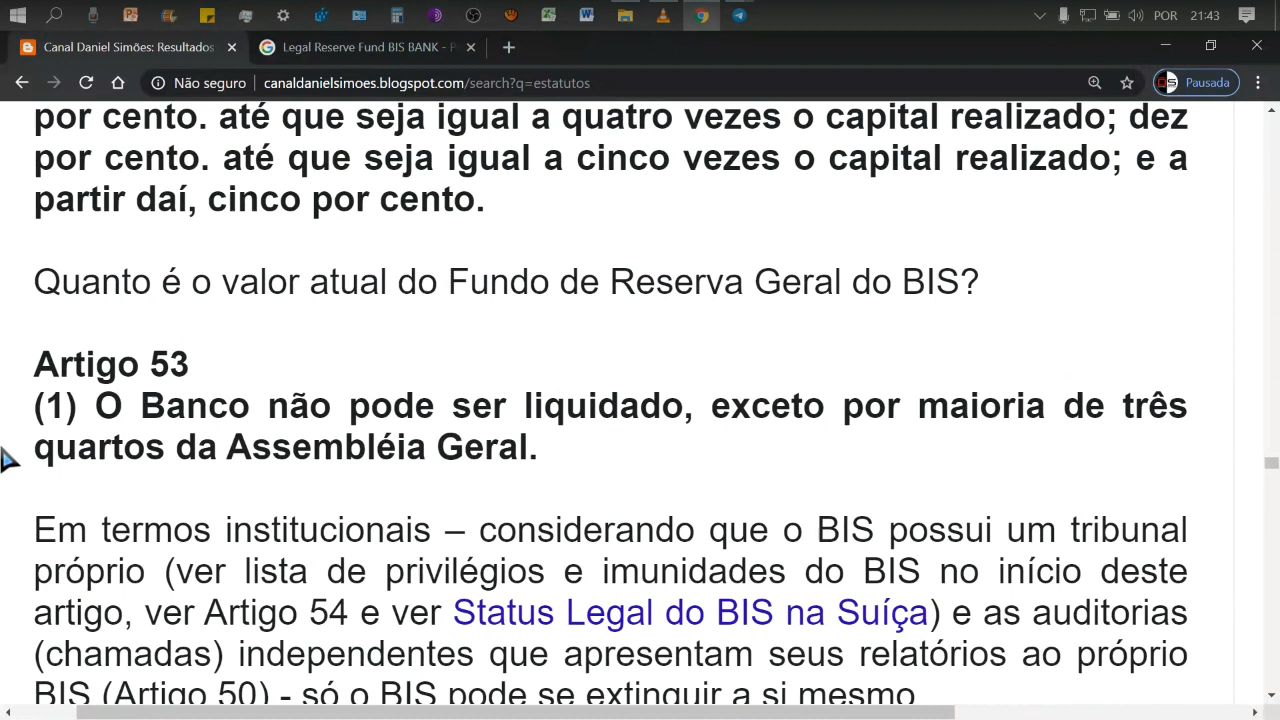 POR 21:43
Canal Daniel Simões: Resultados
Legal Reserve Fund BIS BANK - P
Não seguro canaldanielsimoes.blogspot.com/search?q=estatutos
DS Pausada
por cento. até que seja igual a quatro vezes o capital realizado; dez
por cento. até que seja igual a cinco vezes o capital realizado; e a
partir daí, cinco por cento.
Quanto é o valor atual do Fundo de Reserva Geral do BIS?
Artigo 53
(1) O Banco não pode ser liquidado, exceto por maioria de três
quartos da Assembléia Geral.
Em termos institucionais – considerando que o BIS possui um tribunal
próprio (ver lista de privilégios e imunidades do BIS no início deste
artigo, ver Artigo 54 e ver Status Legal do BIS na Suíça) e as auditorias
(chamadas) independentes que apresentam seus relatórios ao próprio
BIS (Artigo 50) - só o BIS pode se extinguir a si mesmo